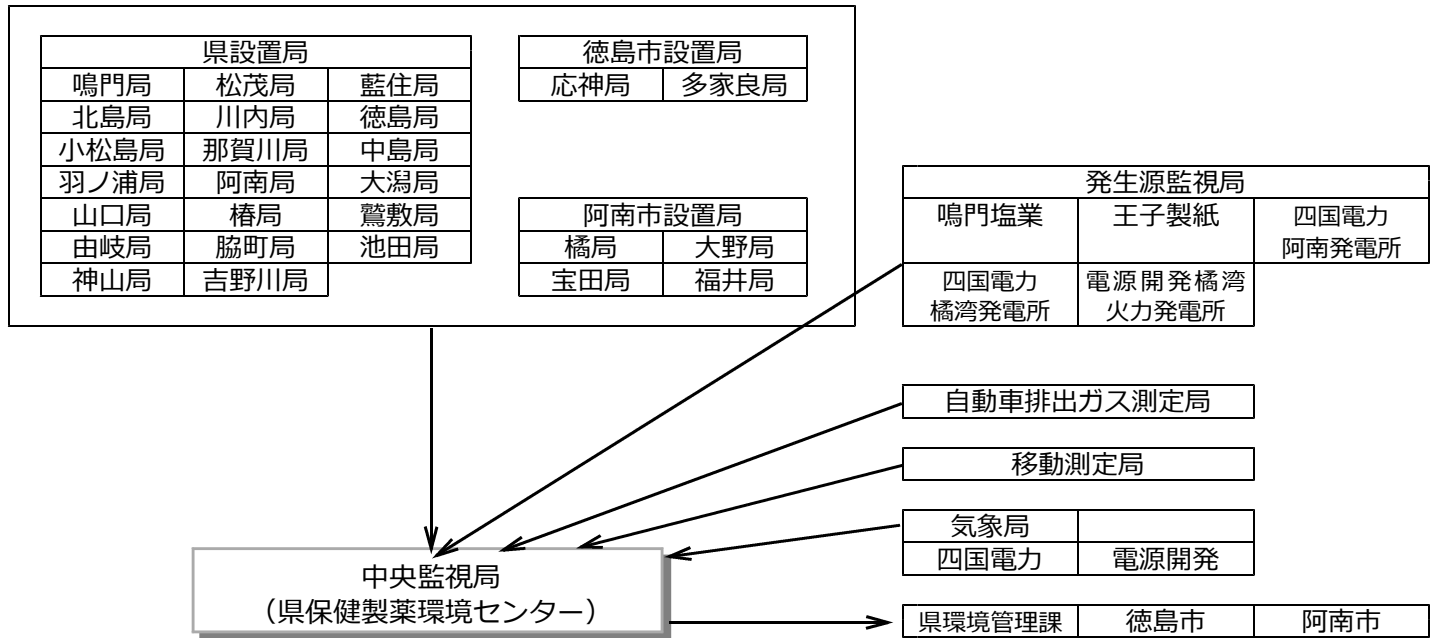 県設置局
鳴門局 松茂局 藍住局
北島局 川内局 徳島局
小松島局 那賀川局 中島局
羽ノ浦局 阿南局 大潟局
山口局 椿局 鷲敷局
由岐局 脇町局 池田局
神山局 吉野川局
徳島市設置局
応神局 多家良局
阿南市設置局
橘局 大野局
宝田局 福井局
発生源監視局
鳴門塩業 王子製紙 四国電力
阿南発電所
四国電力 電源開発橘湾
橘湾発電所 火力発電所
自動車排出ガス測定局
移動測定局
気象局
四国電力 電源開発
中央監視局
（県保健製薬環境センター）
県環境管理課 徳島市 阿南市